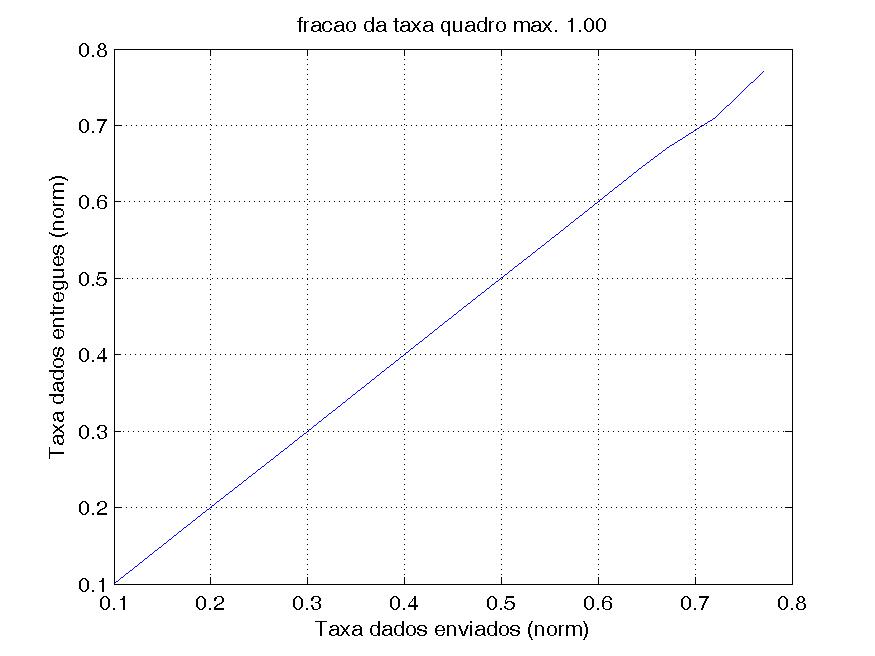 fracao da taxa quadro max. 1.00
0.8
0.7
0.6
0.5
0.4
0.3
0.2
0.1
Taxa dados entregues (norm)
0.1 0.2 0.3 0.4 0.5 0.6 0.7 0.8
Taxa dados enviados (norm)